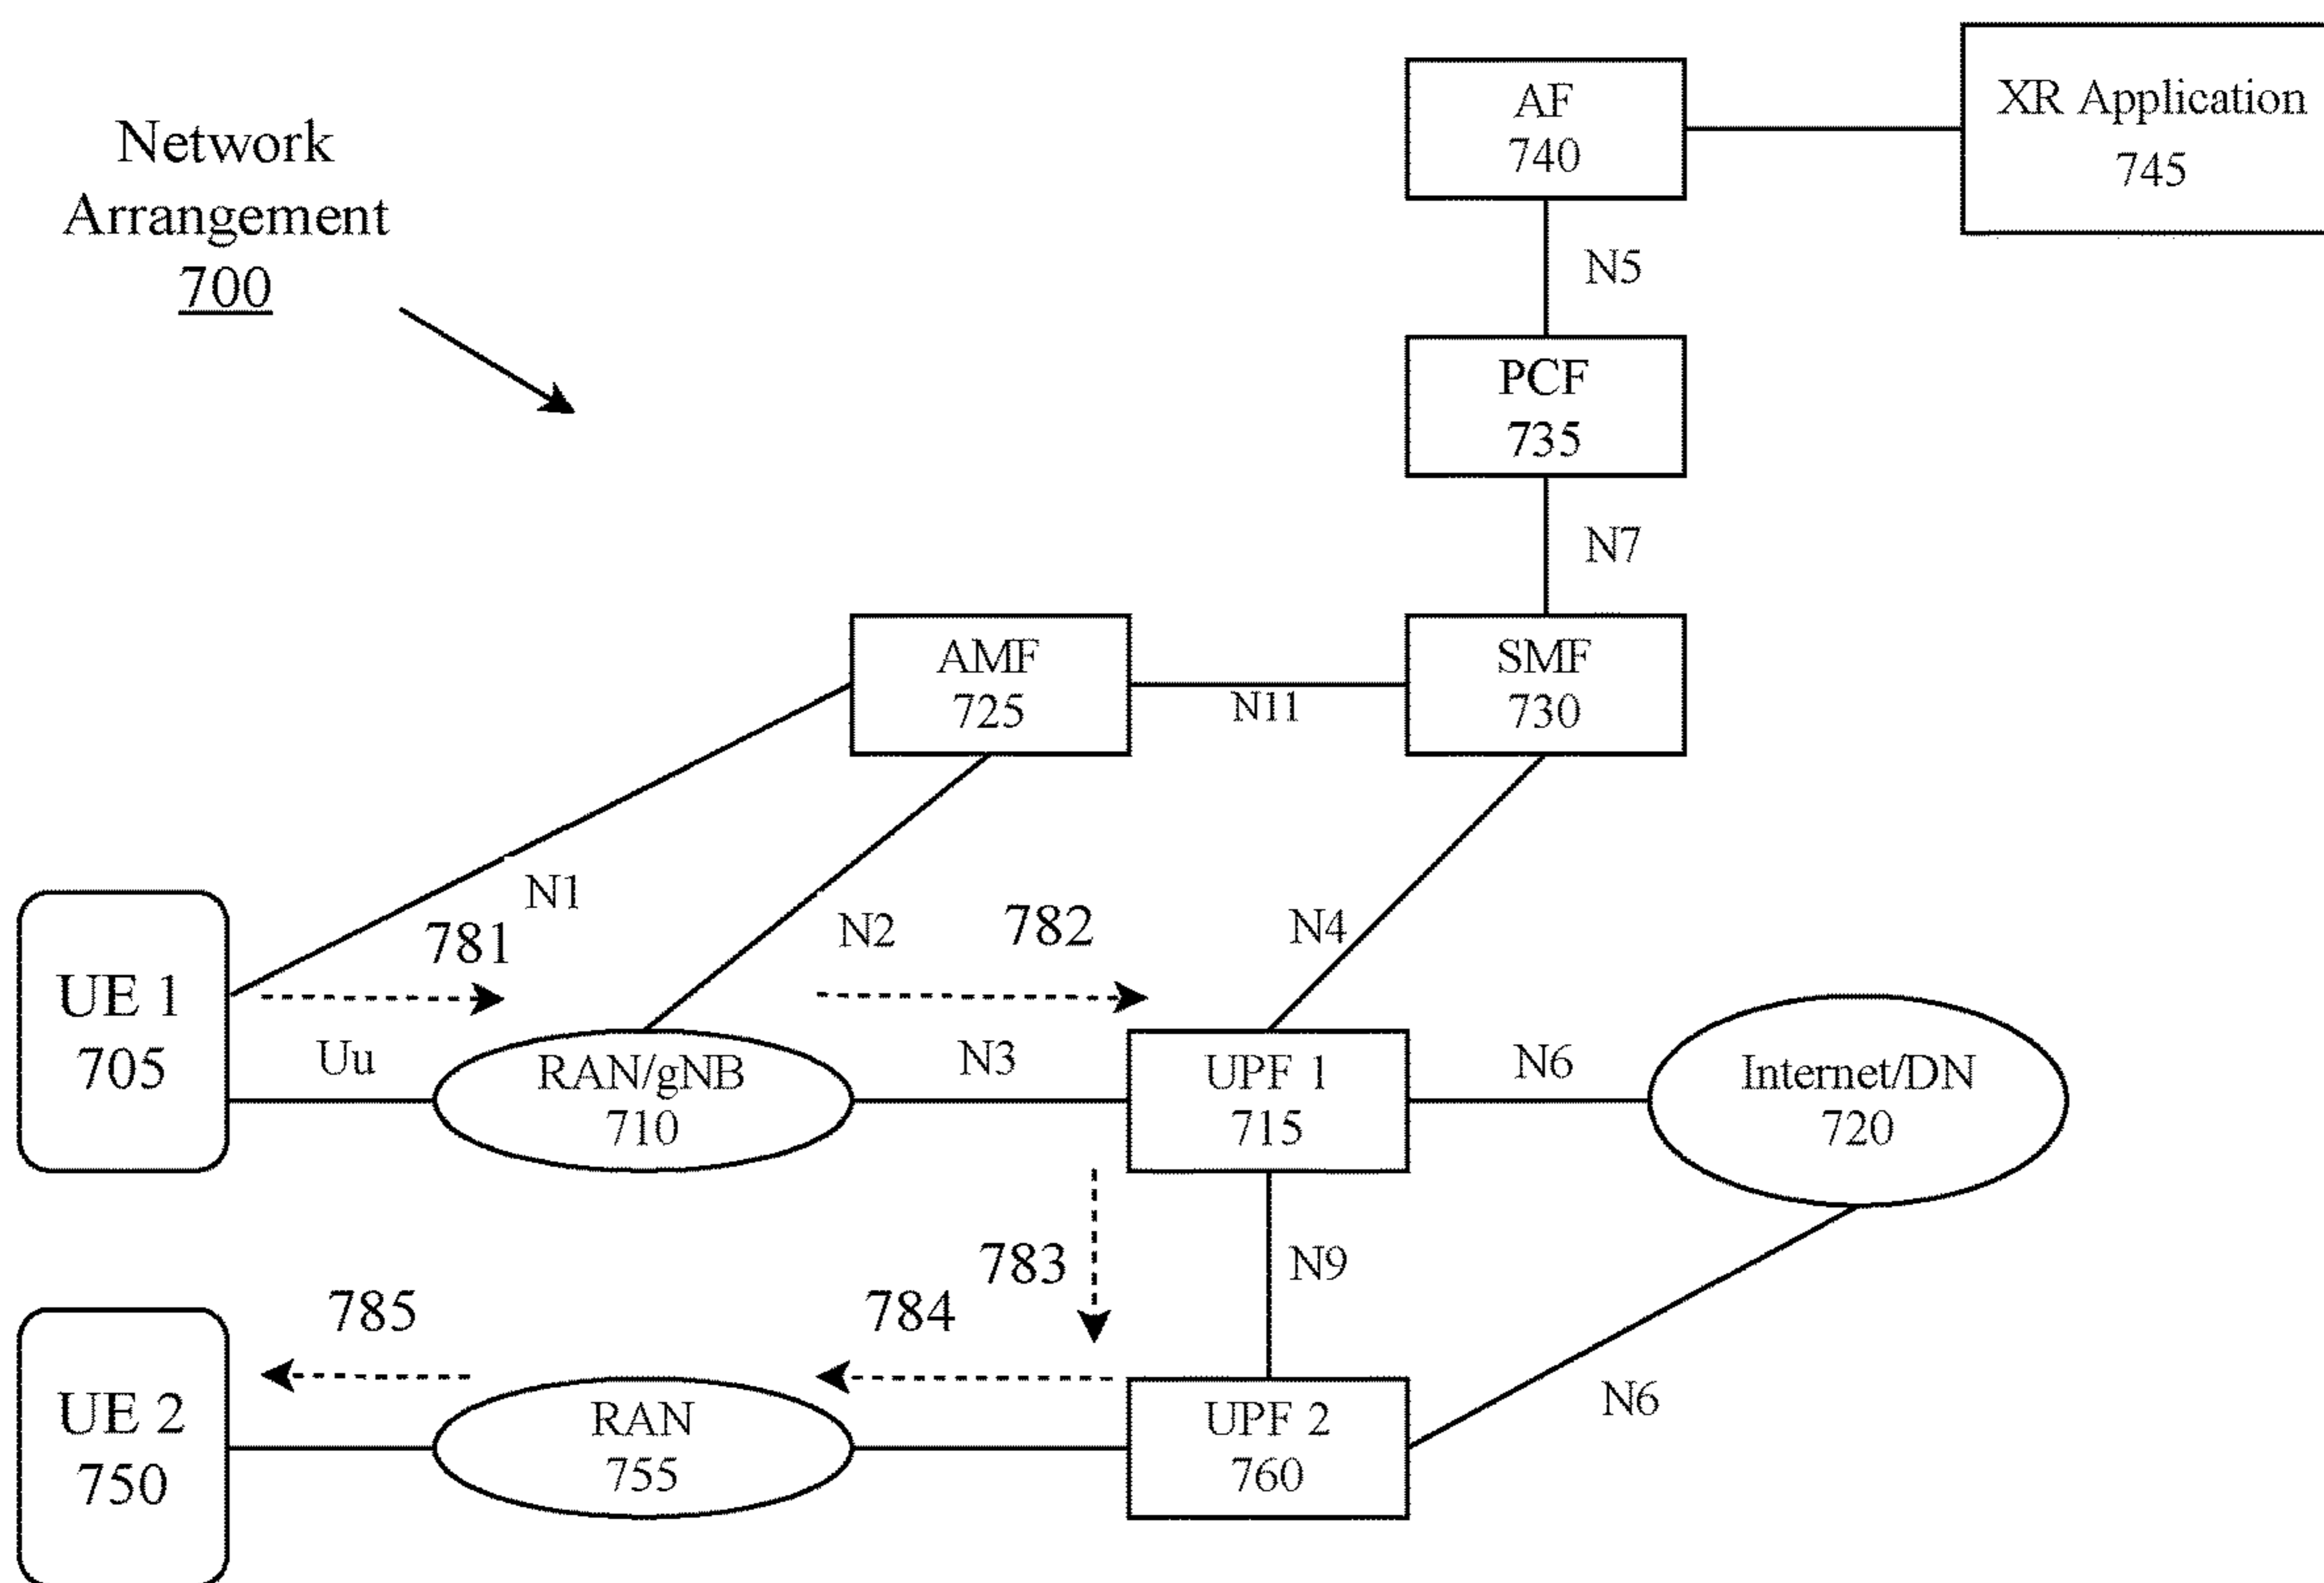 Network
Arrangement
700
AF
740
XR Application
745
N5
PCF
735
N7
AMF
725
N11
SMF
730
N1
N2
N4
781
782
UE 1
705
Uu
RAN/gNB
710
N3
UPF 1
715
N6
Internet/DN
720
783
N9
785
784
N6
UE 2
750
RAN
755
UPF 2
760